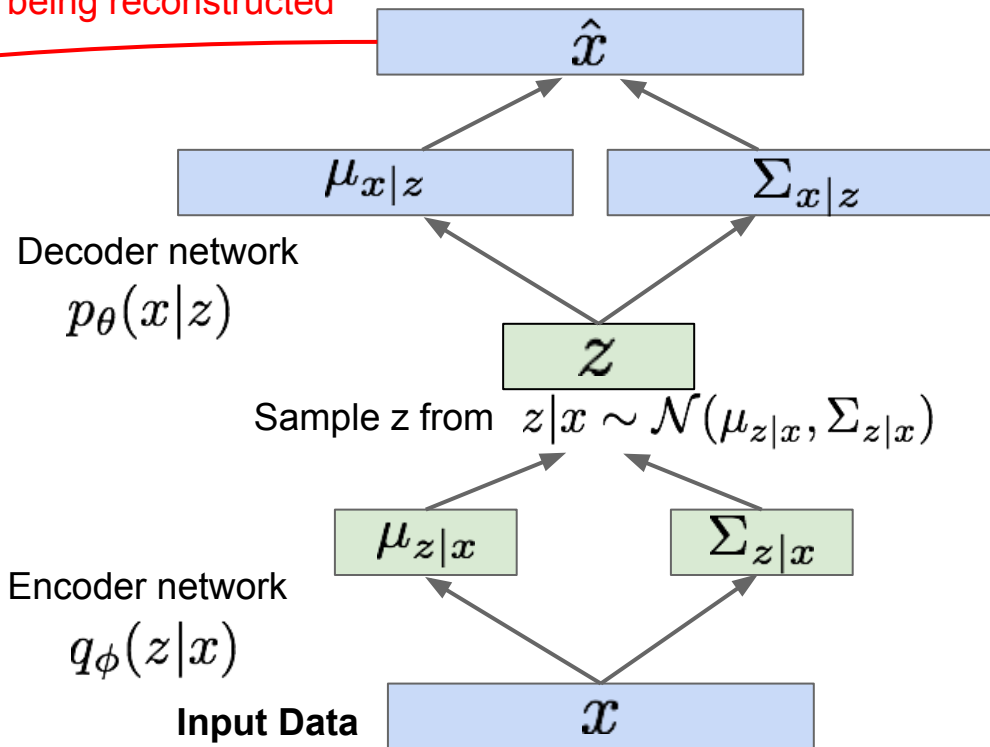 being reconstructed
x̂
μ_{x|z} Σ_{x|z}
Decoder network
p_θ(x|z)
z
Sample z from z|x ∼ 𝒩(μ_{z|x}, Σ_{z|x})
μ_{z|x} Σ_{z|x}
Encoder network
q_ϕ(z|x)
Input Data x